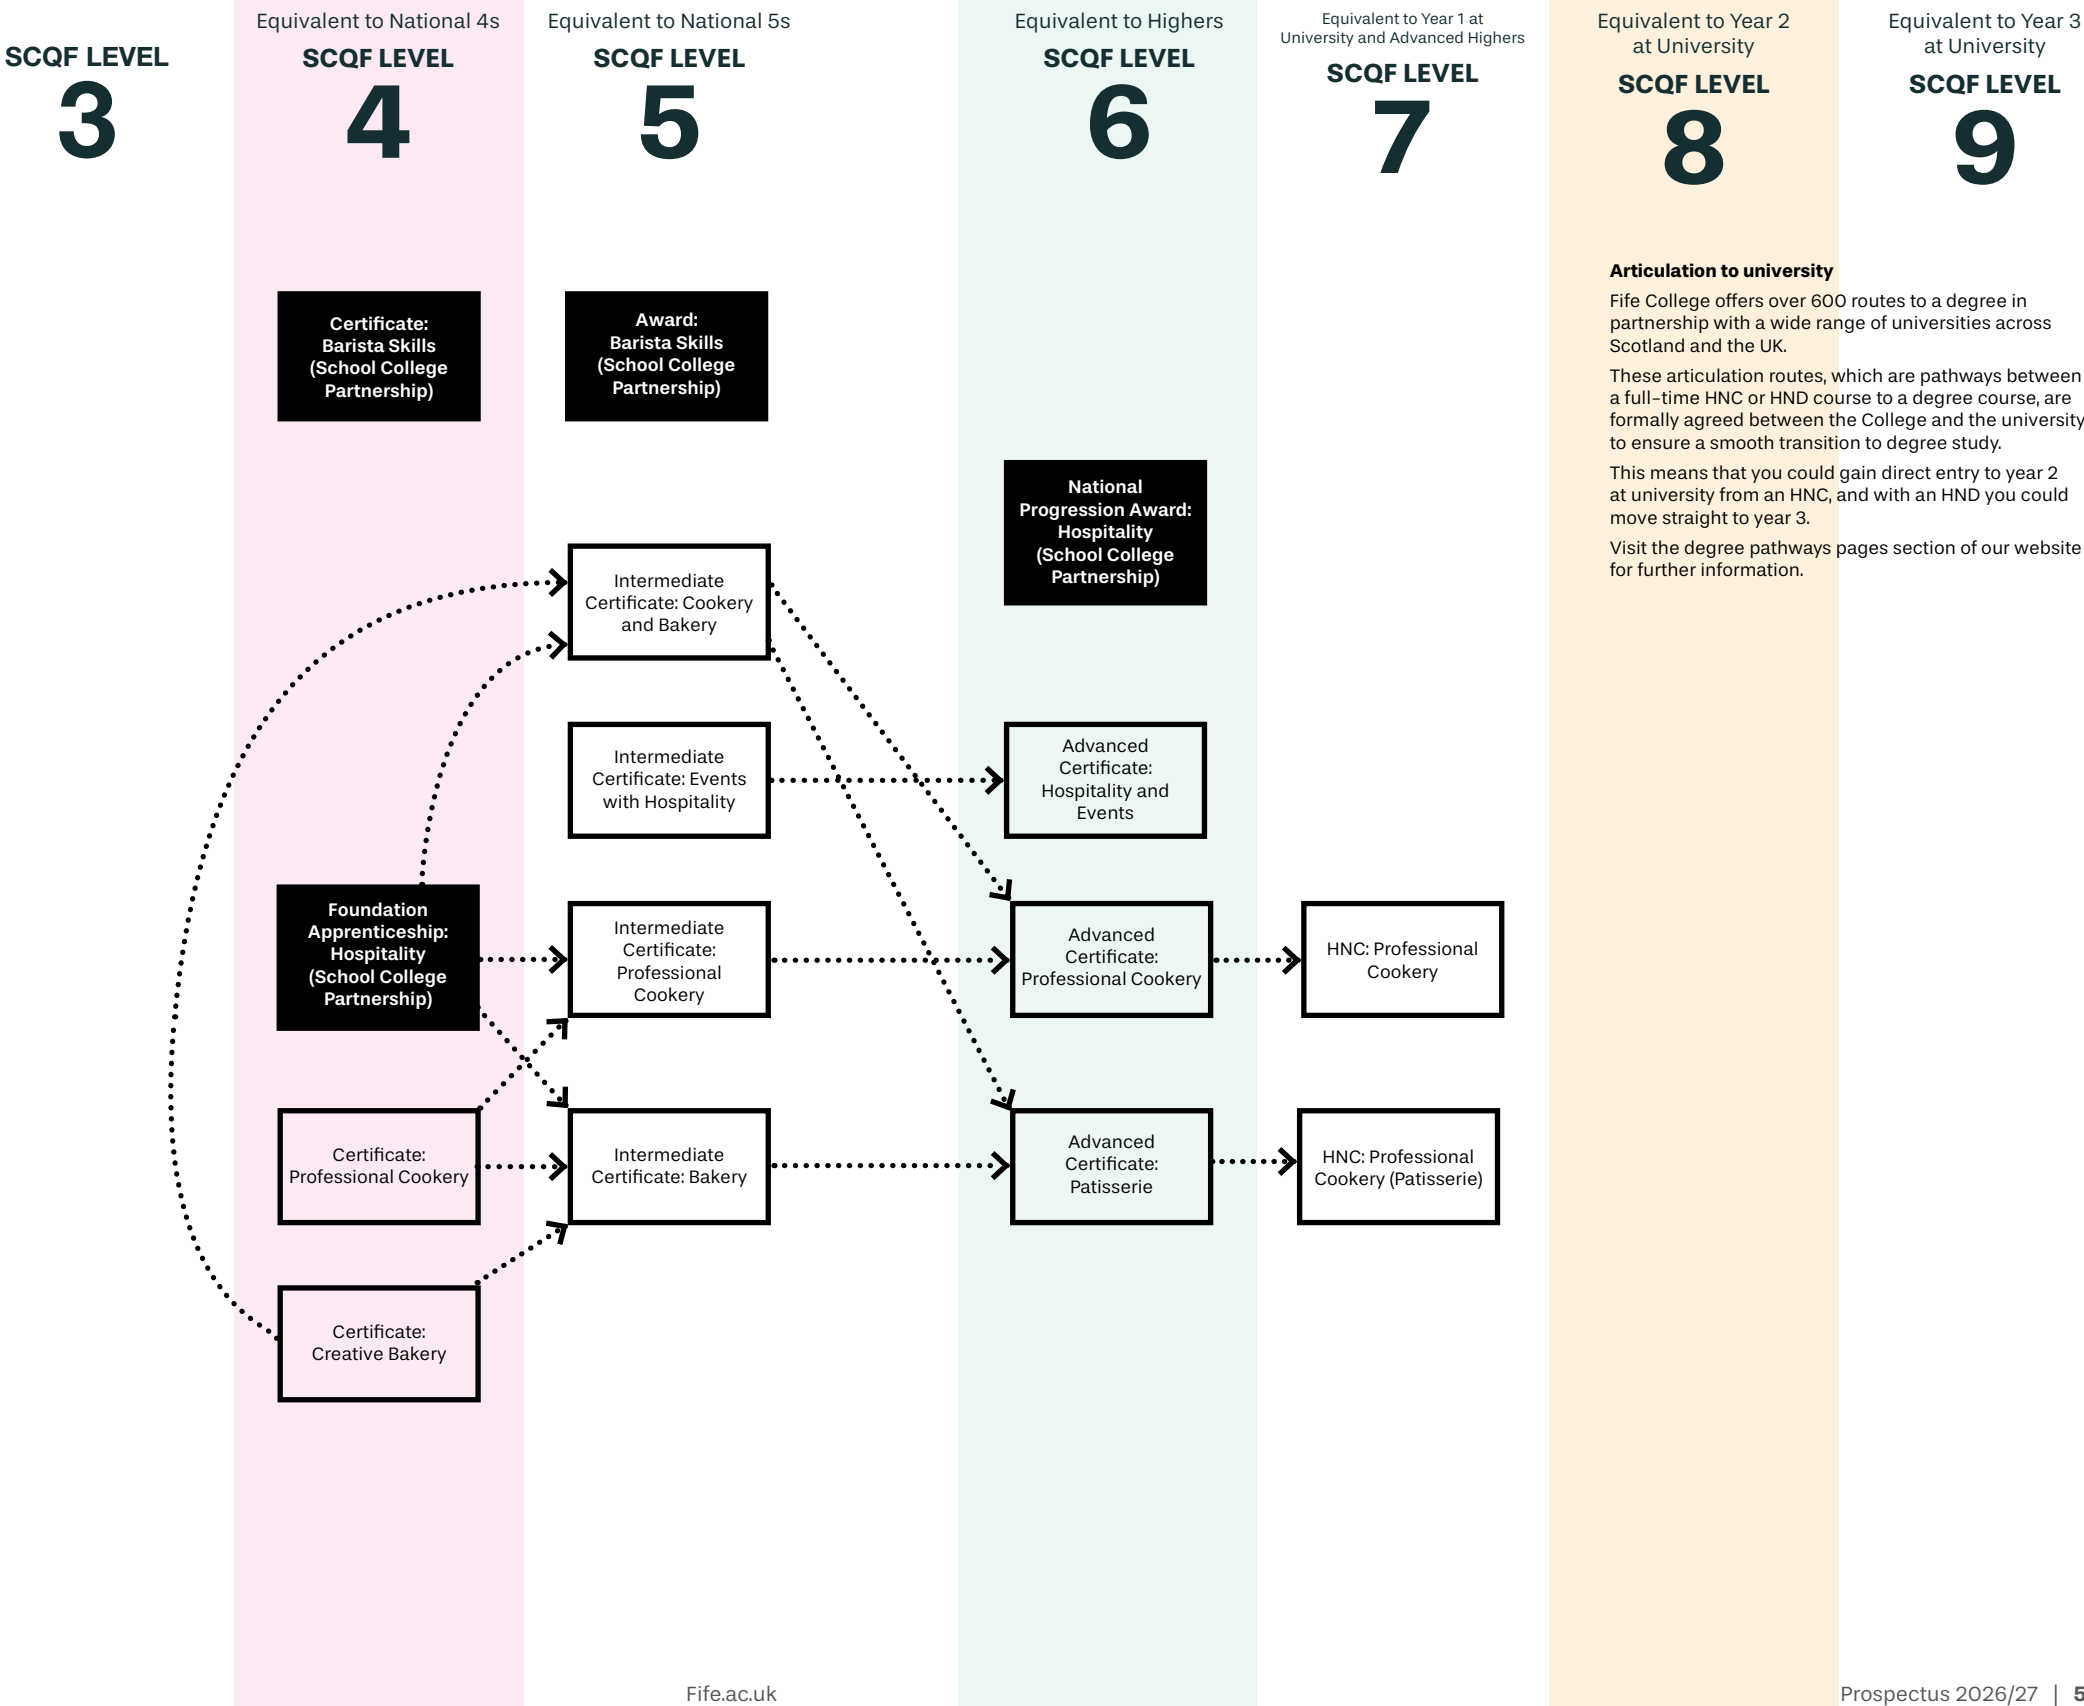 SCQF LEVEL
3
Equivalent to National 4s
SCQF LEVEL
4
Equivalent to National 5s
SCQF LEVEL
5
Equivalent to Highers
SCQF LEVEL
6
Equivalent to Year 1 at
University and Advanced Highers
SCQF LEVEL
7
Equivalent to Year 2
at University
SCQF LEVEL
8
Equivalent to Year 3
at University
SCQF LEVEL
9
Articulation to university
Fife College offers over 600 routes to a degree in
partnership with a wide range of universities across
Scotland and the UK.
These articulation routes, which are pathways between
a full-time HNC or HND course to a degree course, are
formally agreed between the College and the university
to ensure a smooth transition to degree study.
This means that you could gain direct entry to year 2
at university from an HNC, and with an HND you could
move straight to year 3.
Visit the degree pathways pages section of our website
for further information.
Certificate:
Barista Skills
(School College
Partnership)
Award:
Barista Skills
(School College
Partnership)
National
Progression Award:
Hospitality
(School College
Partnership)
Intermediate
Certificate: Cookery
and Bakery
Intermediate
Certificate: Events
with Hospitality
Advanced
Certificate:
Hospitality and
Events
Foundation
Apprenticeship:
Hospitality
(School College
Partnership)
Intermediate
Certificate:
Professional
Cookery
Advanced
Certificate:
Professional Cookery
HNC: Professional
Cookery
Certificate:
Professional Cookery
Intermediate
Certificate: Bakery
Advanced
Certificate:
Patisserie
HNC: Professional
Cookery (Patisserie)
Certificate:
Creative Bakery
Fife.ac.uk
Prospectus 2026/27 | 5